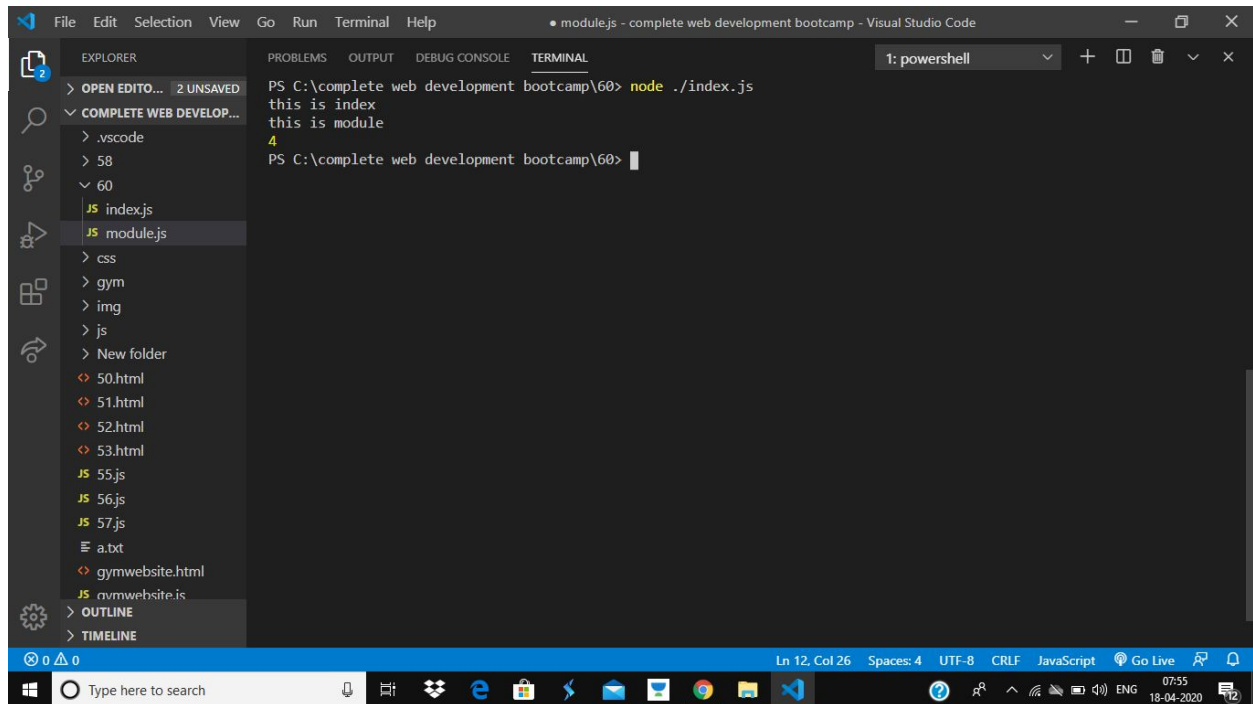 File Edit Selection View Go Run Terminal Help ● module.js - complete web development bootcamp - Visual Studio Code
EXPLORER
2
> OPEN EDITO... 2 UNSAVED
COMPLETE WEB DEVELOP...
> .vscode
> 58
60
JS index.js
JS module.js
> css
> gym
> img
> js
> New folder
<> 50.html
<> 51.html
<> 52.html
<> 53.html
JS 55.js
JS 56.js
JS 57.js
a.txt
<> gymwebsite.html
JS gymwebsite.js
> OUTLINE
> TIMELINE
PROBLEMS OUTPUT DEBUG CONSOLE TERMINAL 1: powershell
PS C:\complete web development bootcamp\60> node ./index.js
this is index
this is module
4
PS C:\complete web development bootcamp\60>
0 0 Ln 12, Col 26 Spaces: 4 UTF-8 CRLF JavaScript Go Live
Type here to search ENG 07:55
18-04-2020 12